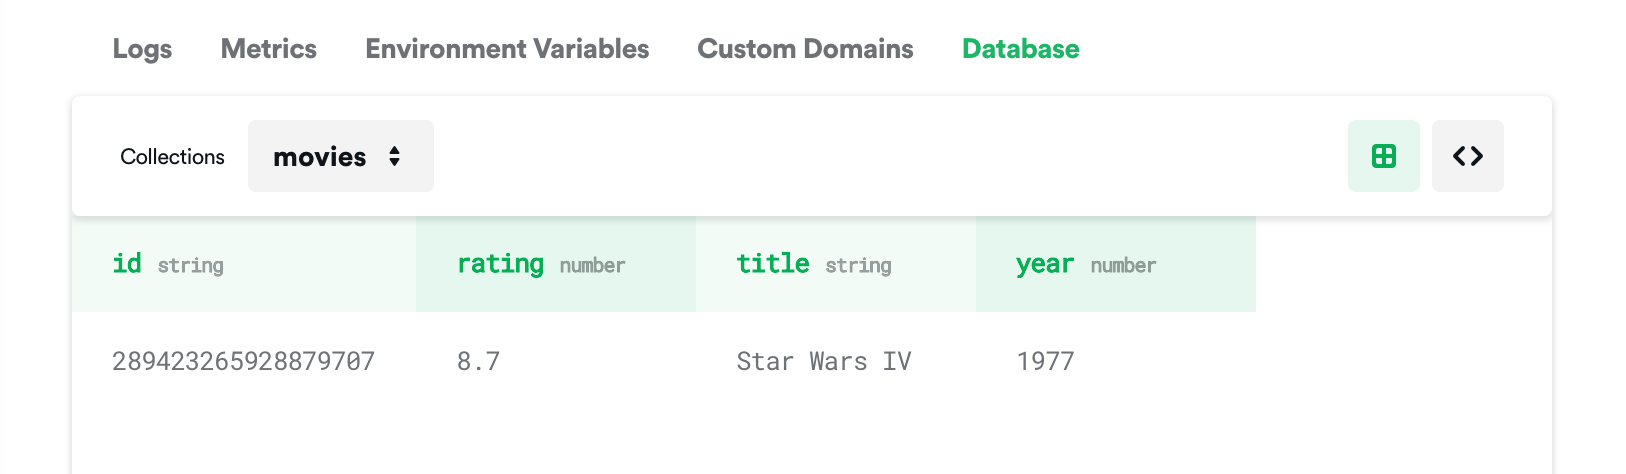 Logs Metrics Environment Variables Custom Domains Database
Collections movies
id string rating number title string year number
289423265928879707 8.7 Star Wars IV 1977